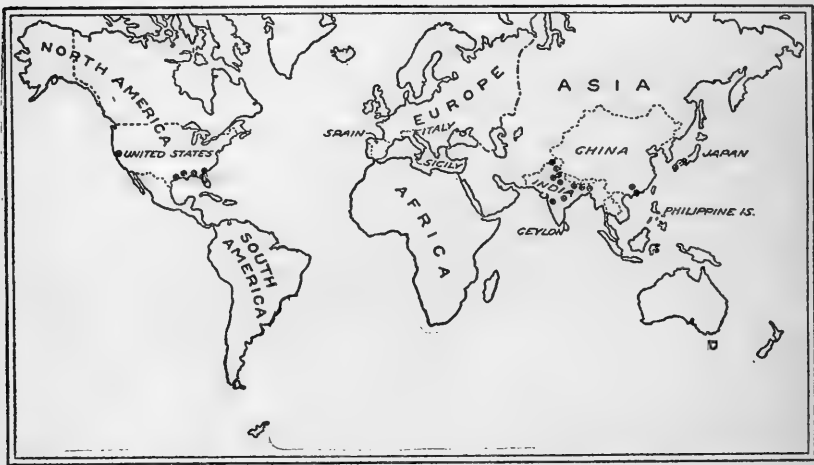 NORTH AMERICA
UNITED STATES
SOUTH AMERICA
EUROPE
SPAIN
ITALY
SICILY
AFRICA
ASIA
CHINA
JAPAN
INDIA
CEYLON
PHILIPPINE IS.